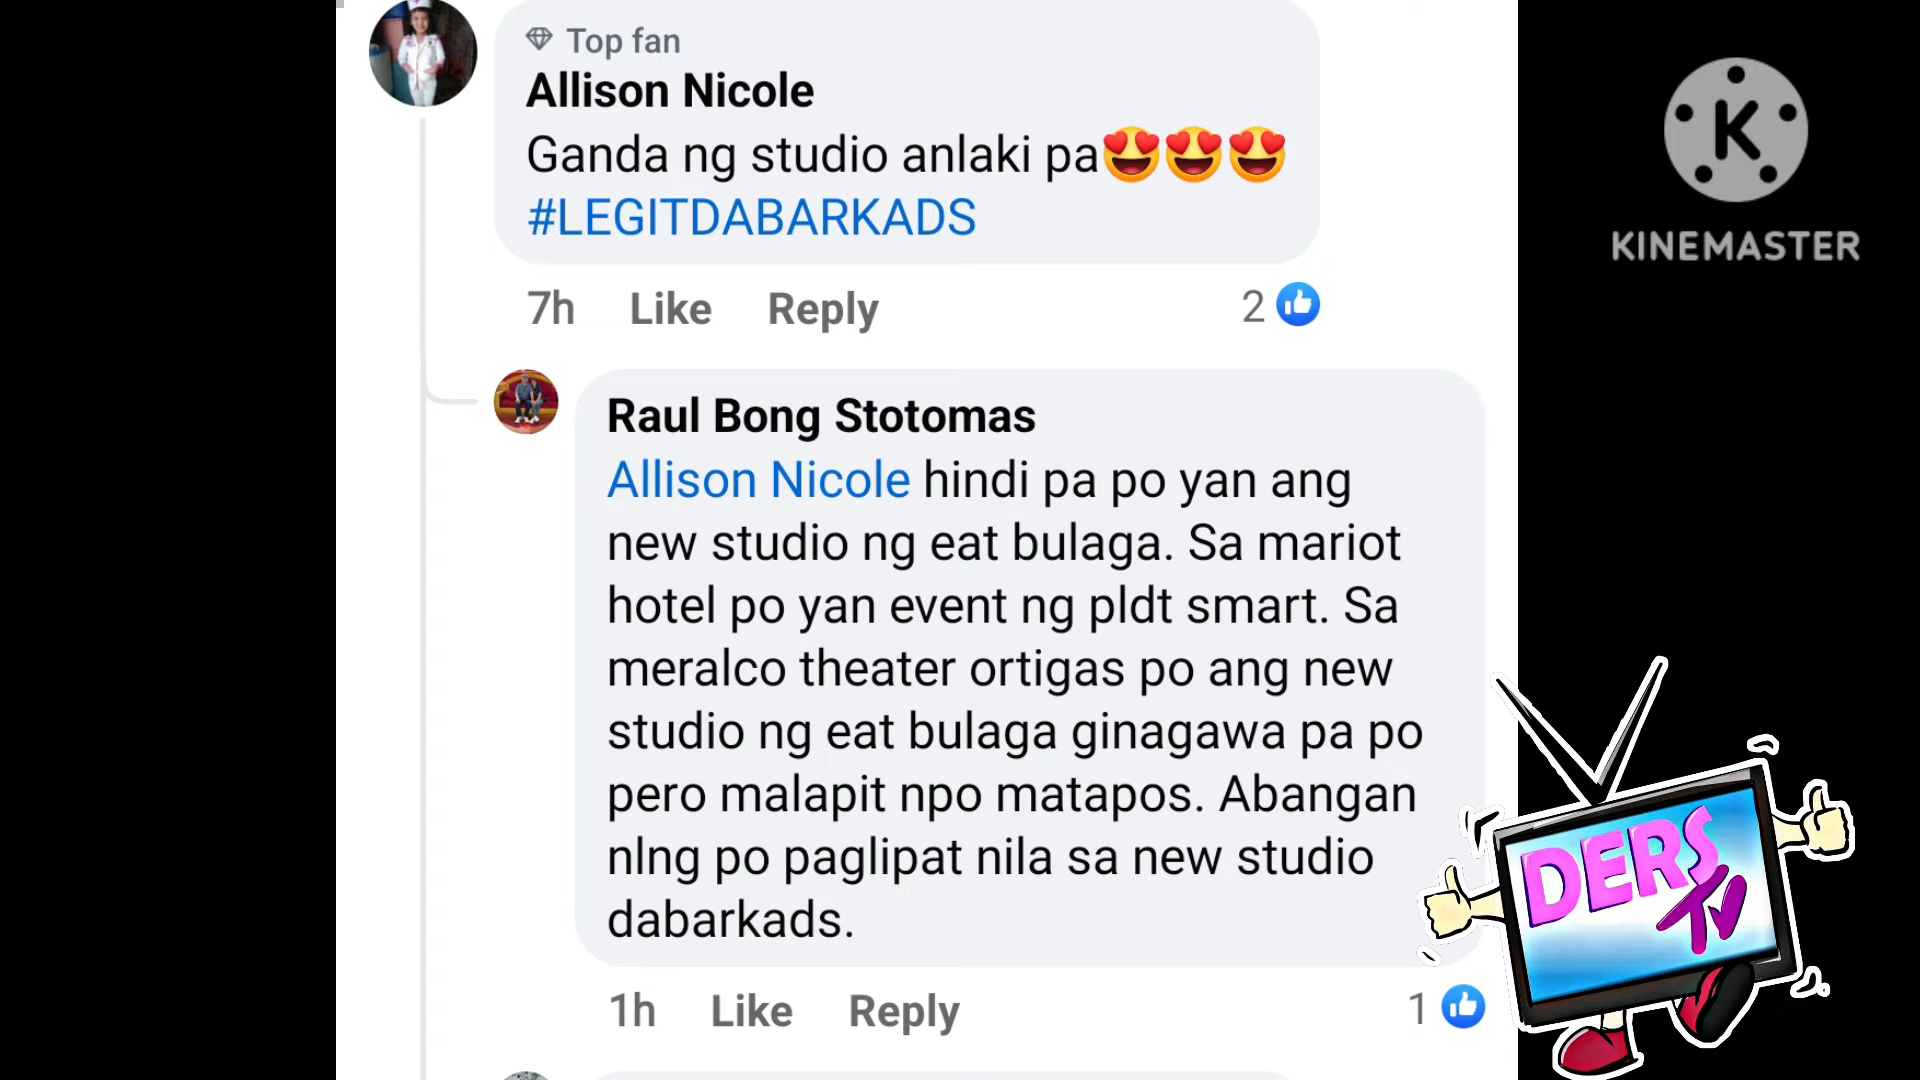 Top fan
Allison Nicole
Ganda ng studio anlaki pa😍😍😍
#LEGITDABARKADS
7h Like Reply 2
Raul Bong Stotomas
Allison Nicole hindi pa po yan ang
new studio ng eat bulaga. Sa mariot
hotel po yan event ng pldt smart. Sa
meralco theater ortigas po ang new
studio ng eat bulaga ginagawa pa po
pero malapit npo matapos. Abangan
nlng po paglipat nila sa new studio
dabarkads.
1h Like Reply 1
K
KINEMASTER
DERS
TV